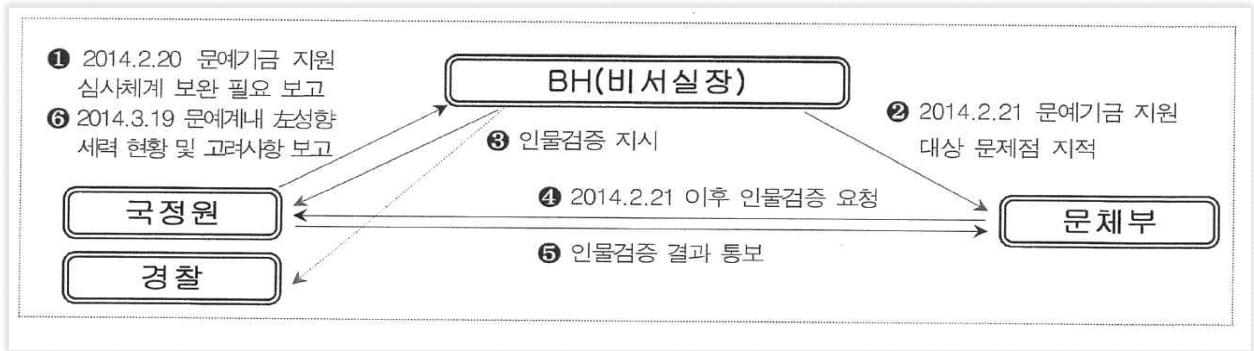 ❶ 2014.2.20 문예기금 지원
심사체계 보완 필요 보고
❻ 2014.3.19 문예계내 左성향
세력 현황 및 고려사항 보고
BH(비서실장)
❷ 2014.2.21 문예기금 지원
대상 문제점 지적
❸ 인물검증 지시
❹ 2014.2.21 이후 인물검증 요청
국정원
문체부
❺ 인물검증 결과 통보
경찰